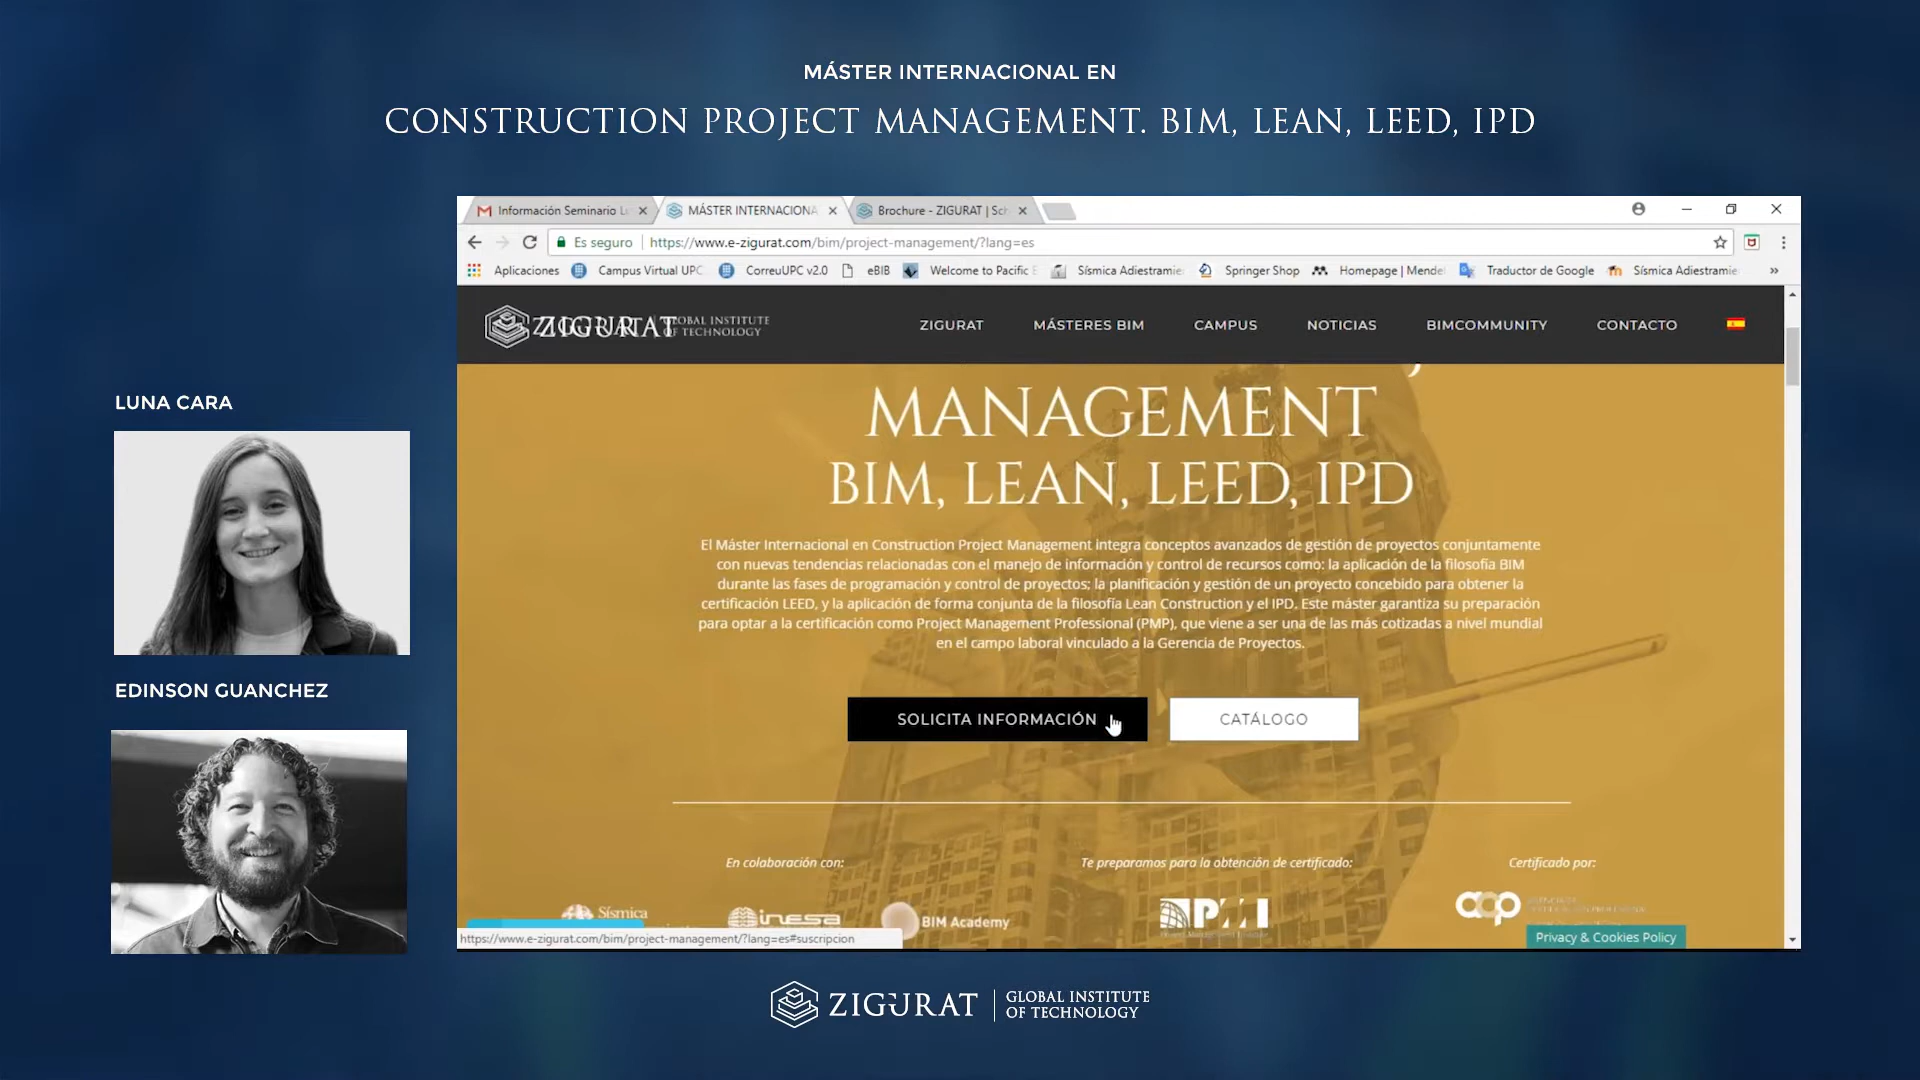 MÁSTER INTERNACIONAL EN
CONSTRUCTION PROJECT MANAGEMENT. BIM, LEAN, LEED, IPD
Información Seminario L
MÁSTER INTERNACIONA
Brochure - ZIGURAT | Sc
Es seguro
https://www.e-zigurat.com/bim/project-management/?lang=es
Aplicaciones
Campus Virtual UPC
CorreuUPC v2.0
eBIB
Welcome to Pacific E
Sísmica Adiestramie
Springer Shop
Homepage | Mende
Traductor de Google
Sísmica Adiestramie
»
ZIGURAT
GLOBAL INSTITUTE
OF TECHNOLOGY
ZIGURAT
MÁSTERES BIM
CAMPUS
NOTICIAS
BIMCOMMUNITY
CONTACTO
MANAGEMENT
BIM, LEAN, LEED, IPD
El Máster Internacional en Construction Project Management integra conceptos avanzados de gestión de proyectos conjuntamente
con nuevas tendencias relacionadas con el manejo de información y control de recursos como: la aplicación de la filosofía BIM
durante las fases de programación y control de proyectos; la planificación y gestión de un proyecto concebido para obtener la
certificación LEED, y la aplicación de forma conjunta de la filosofía Lean Construction y el IPD. Este máster garantiza su preparación
para optar a la certificación como Project Management Professional (PMP), que viene a ser una de las más cotizadas a nivel mundial
en el campo laboral vinculado a la Gerencia de Proyectos.
SOLICITA INFORMACIÓN
CATÁLOGO
En colaboración con:
Te preparamos para la obtención de certificado:
Certificado por:
Sísmica
inesa
BIM Academy
PMI
acp
https://www.e-zigurat.com/bim/project-management/?lang=es#suscripcion
Privacy & Cookies Policy
LUNA CARA
EDINSON GUANCHEZ
ZIGURAT
GLOBAL INSTITUTE
OF TECHNOLOGY